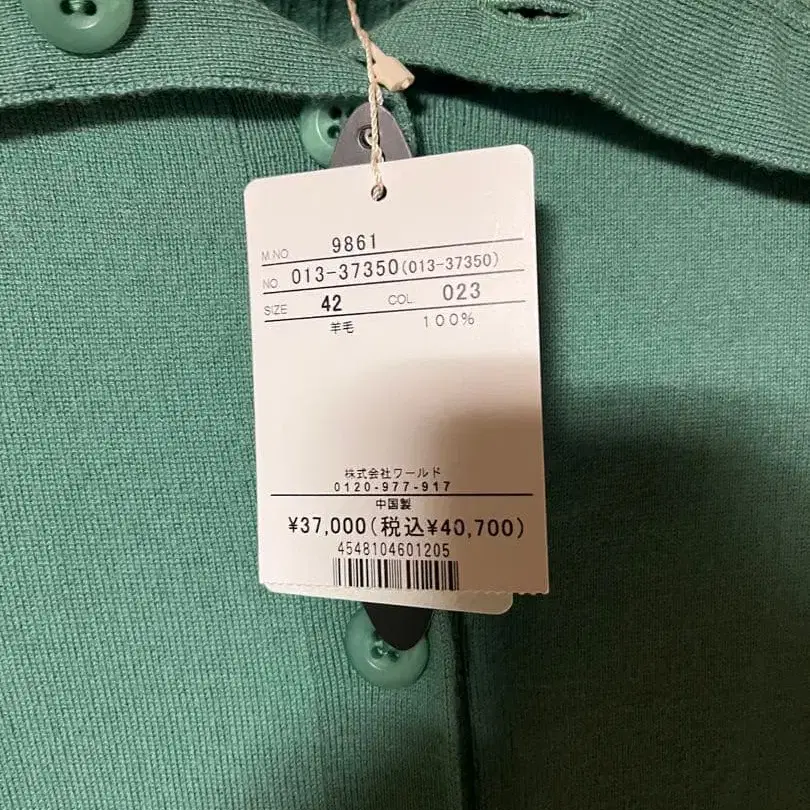 M.NO. 9861
NO. 013-37350(013-37350)
SIZE 42 COL 023
羊毛 100%
株式会社ワールド
0120-977-917
中国製
¥37,000(税込¥40,700)
4548104601205